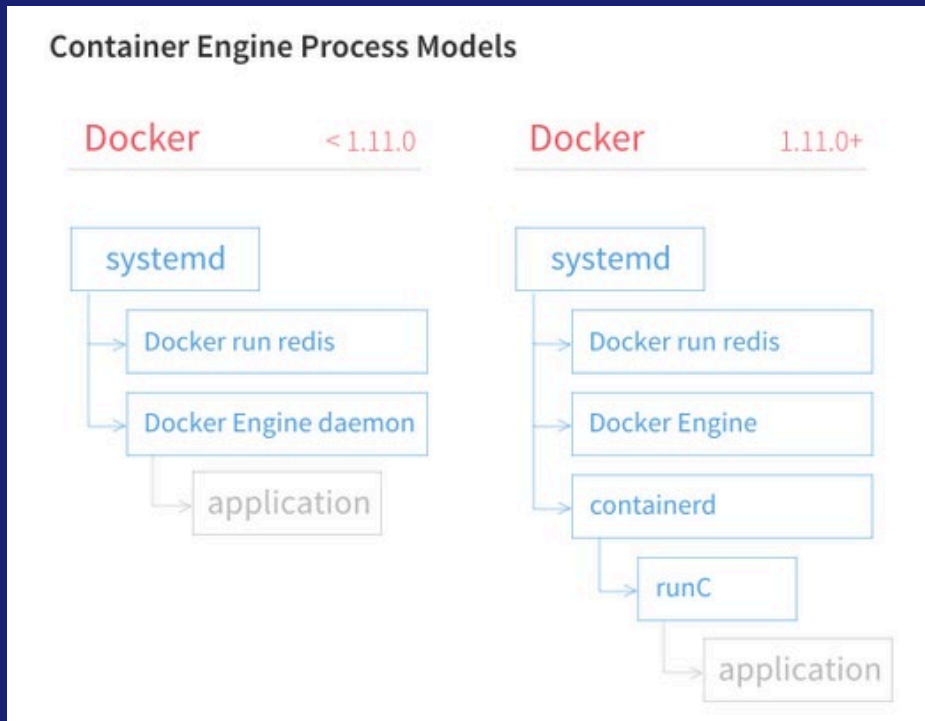 Container Engine Process Models
Docker < 1.11.0
systemd
Docker run redis
Docker Engine daemon
application
Docker 1.11.0+
systemd
Docker run redis
Docker Engine
containerd
runC
application